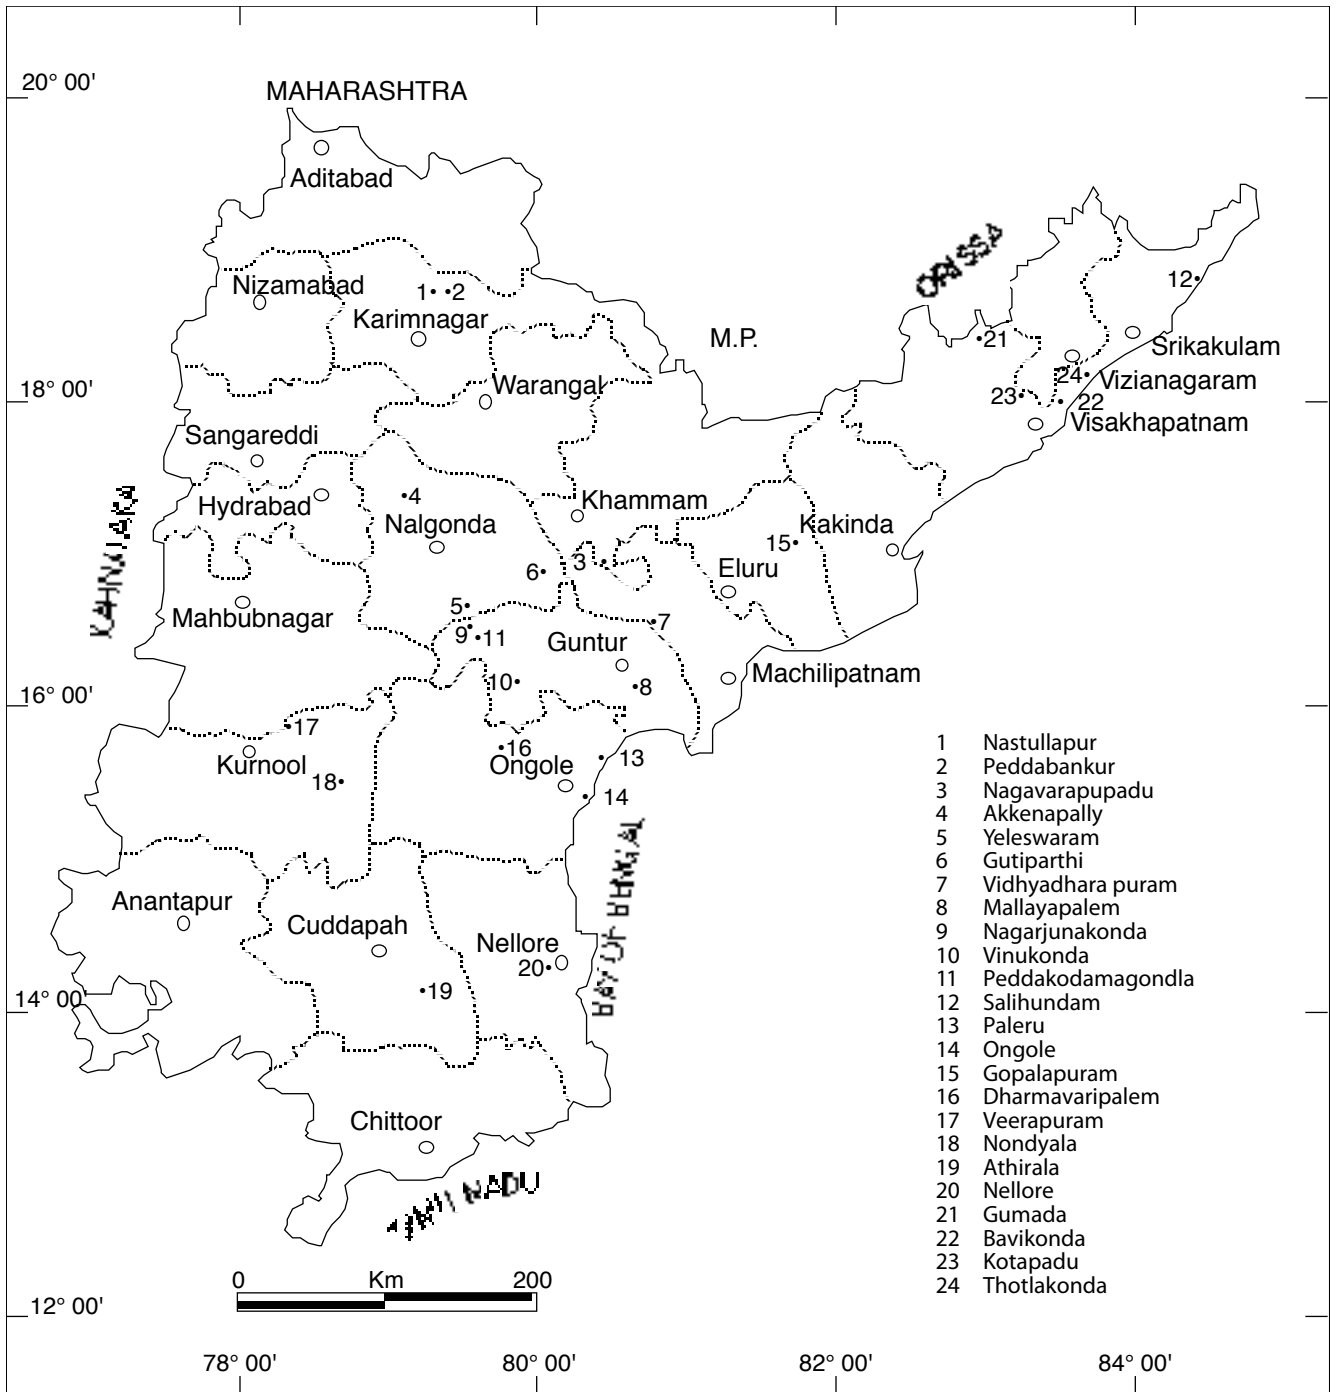 20° 00'
MAHARASHTRA
Aditabad
ORISSA
Nizamabad
1 2
12
Karimnagar
M.P.
21
Srikakulam
18° 00'
Warangal
24 Vizianagaram
23
22
Visakhapatnam
Sangareddi
4
Hydrabad
Khammam
Nalgonda
Kakinda
15
3
6
Eluru
5
Mahbubnagar
7
9 11
Guntur
Machilipatnam
10
8
16° 00'
17
16
13
Kurnool
Ongole
18
14
BAY OF BENGAL
Anantapur
Cuddapah
Nellore
20
19
14° 00'
Chittoor
0 Km 200
12° 00'
78° 00' 80° 00' 82° 00' 84° 00'
1 Nastullapur
2 Peddabankur
3 Nagavarapupadu
4 Akkenapally
5 Yeleswaram
6 Gutiparthi
7 Vidhyadhara puram
8 Mallayapalem
9 Nagarjunakonda
10 Vinukonda
11 Peddakodamagondla
12 Salihundam
13 Paleru
14 Ongole
15 Gopalapuram
16 Dharmavaripalem
17 Veerapuram
18 Nondyala
19 Athirala
20 Nellore
21 Gumada
22 Bavikonda
23 Kotapadu
24 Thotlakonda